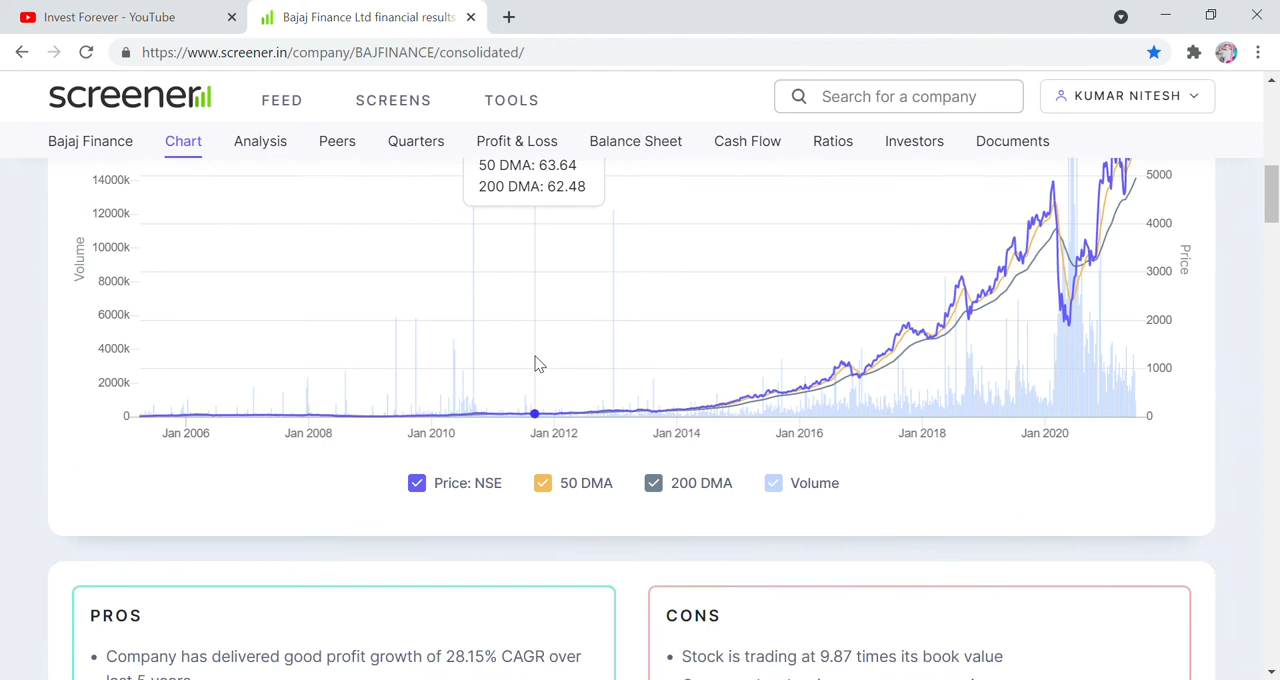 Invest Forever - YouTube
Bajaj Finance Ltd financial results
https://www.screener.in/company/BAJFINANCE/consolidated/
screener
FEED
SCREENS
TOOLS
Search for a company
KUMAR NITESH
Bajaj Finance
Chart
Analysis
Peers
Quarters
Profit & Loss
Balance Sheet
Cash Flow
Ratios
Investors
Documents
50 DMA: 63.64
200 DMA: 62.48
14000k
12000k
10000k
8000k
6000k
4000k
2000k
0
Volume
5000
4000
3000
2000
1000
0
Price
Jan 2006
Jan 2008
Jan 2010
Jan 2012
Jan 2014
Jan 2016
Jan 2018
Jan 2020
Price: NSE
50 DMA
200 DMA
Volume
PROS
• Company has delivered good profit growth of 28.15% CAGR over
last 5 years
CONS
• Stock is trading at 9.87 times its book value